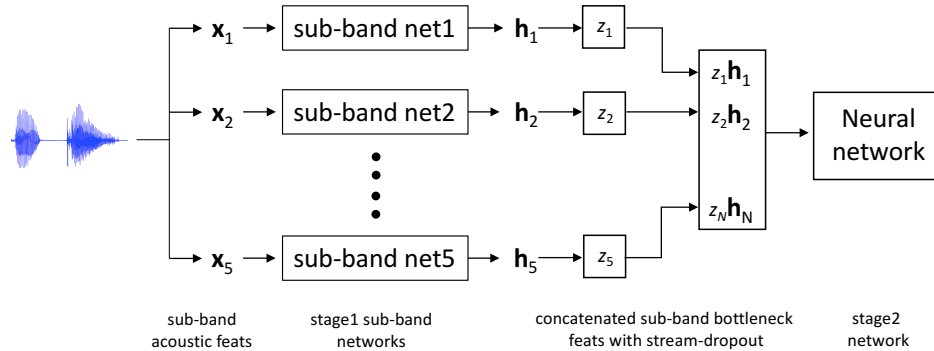 x1 sub-band net1 h1 z1
z1h1
x2 sub-band net2 h2 z2 z2h2 Neural
network
zNhN
x5 sub-band net5 h5 z5
sub-band stage1 sub-band concatenated sub-band bottleneck stage2
acoustic feats networks feats with stream-dropout network